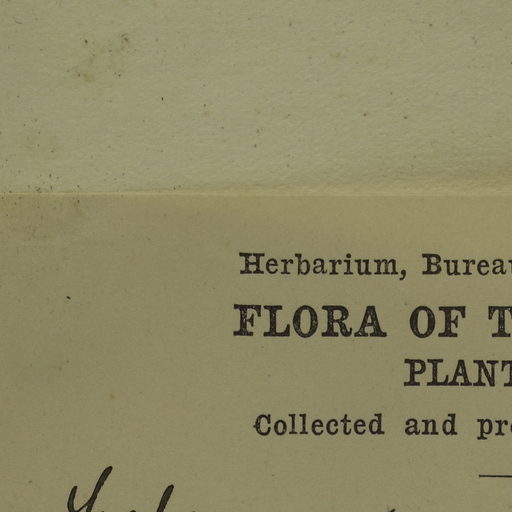 Herbarium, Bureau
FLORA OF T
PLANT
Collected and pr